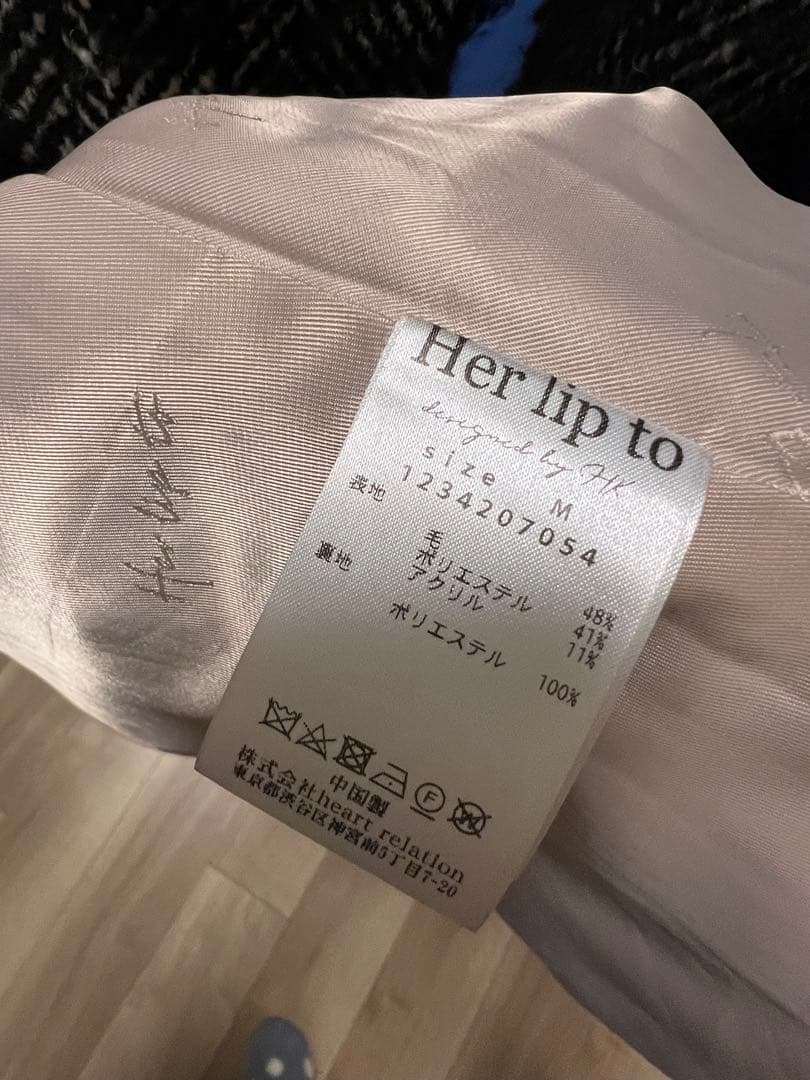 Her lip to
designed by HK
size M
1234207054
表地
毛 48%
ポリエステル 41%
アクリル 11%
裏地
ポリエステル 100%
F
W
中国製
株式会社heart relation
東京都渋谷区神宮前5丁目7-20
Her lip to